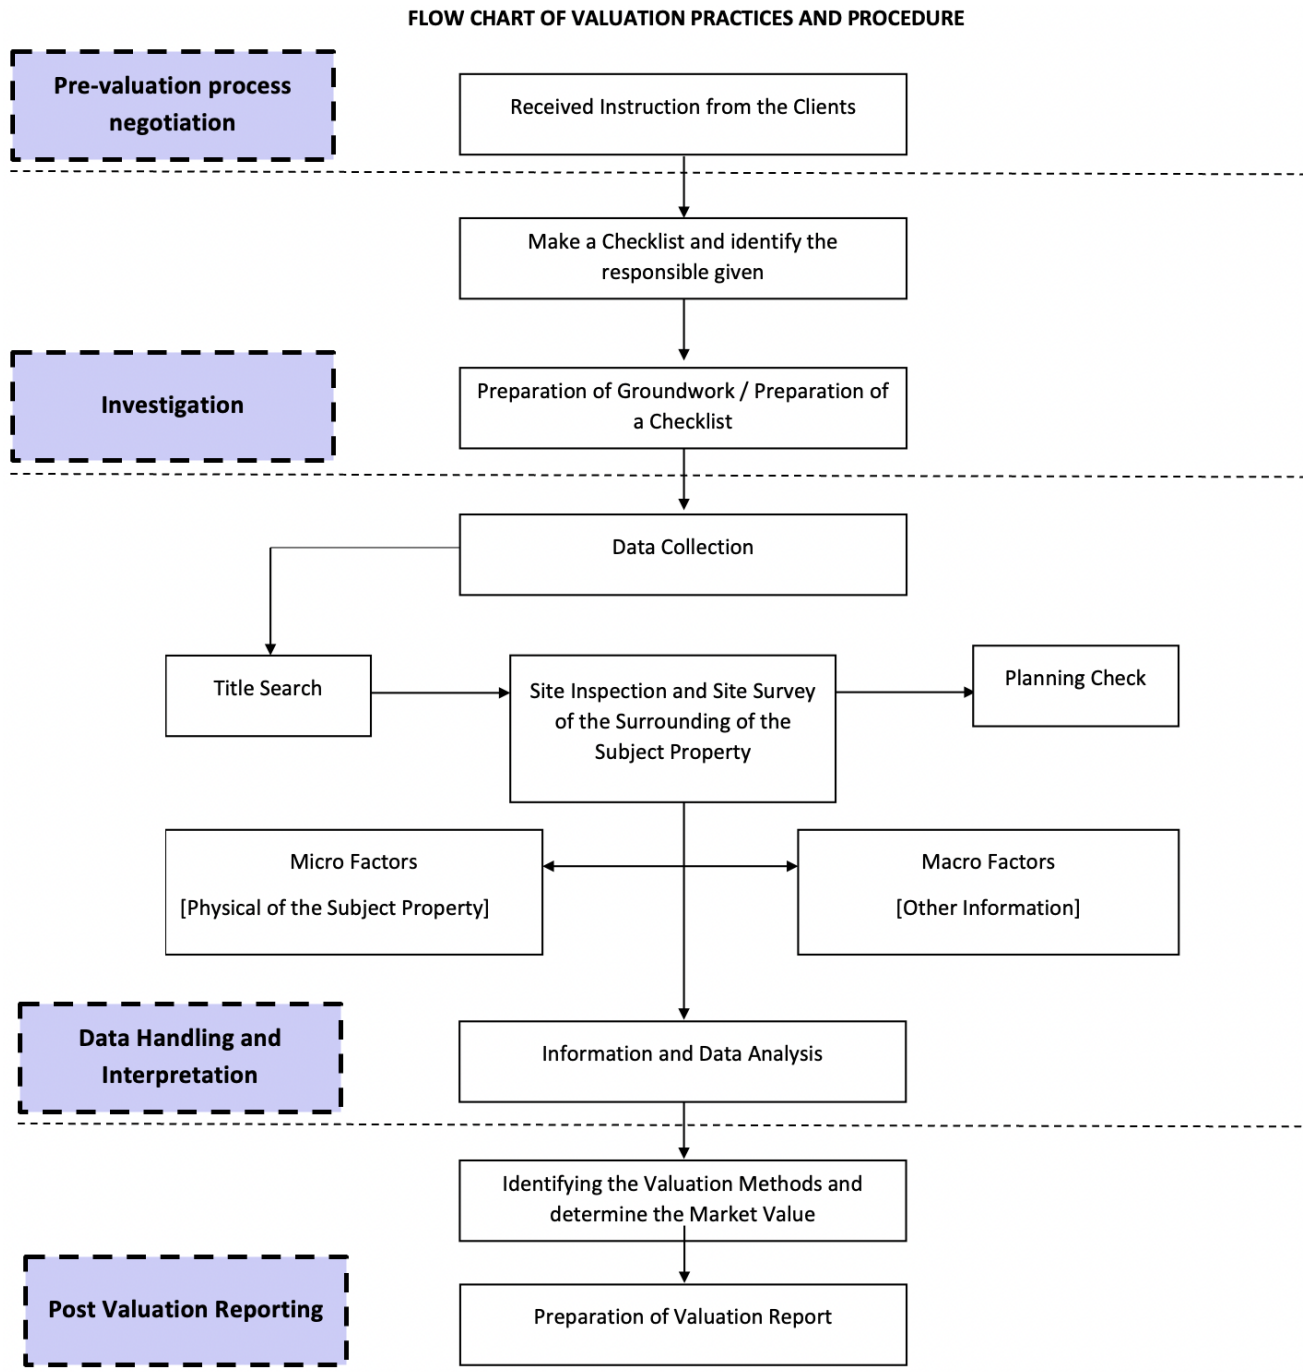 FLOW CHART OF VALUATION PRACTICES AND PROCEDURE
Pre-valuation process
negotiation
Received Instruction from the Clients
Make a Checklist and identify the
responsible given
Investigation
Preparation of Groundwork / Preparation of
a Checklist
Data Collection
Title Search
Site Inspection and Site Survey
of the Surrounding of the
Subject Property
Planning Check
Micro Factors
[Physical of the Subject Property]
Macro Factors
[Other Information]
Data Handling and
Interpretation
Information and Data Analysis
Identifying the Valuation Methods and
determine the Market Value
Post Valuation Reporting
Preparation of Valuation Report